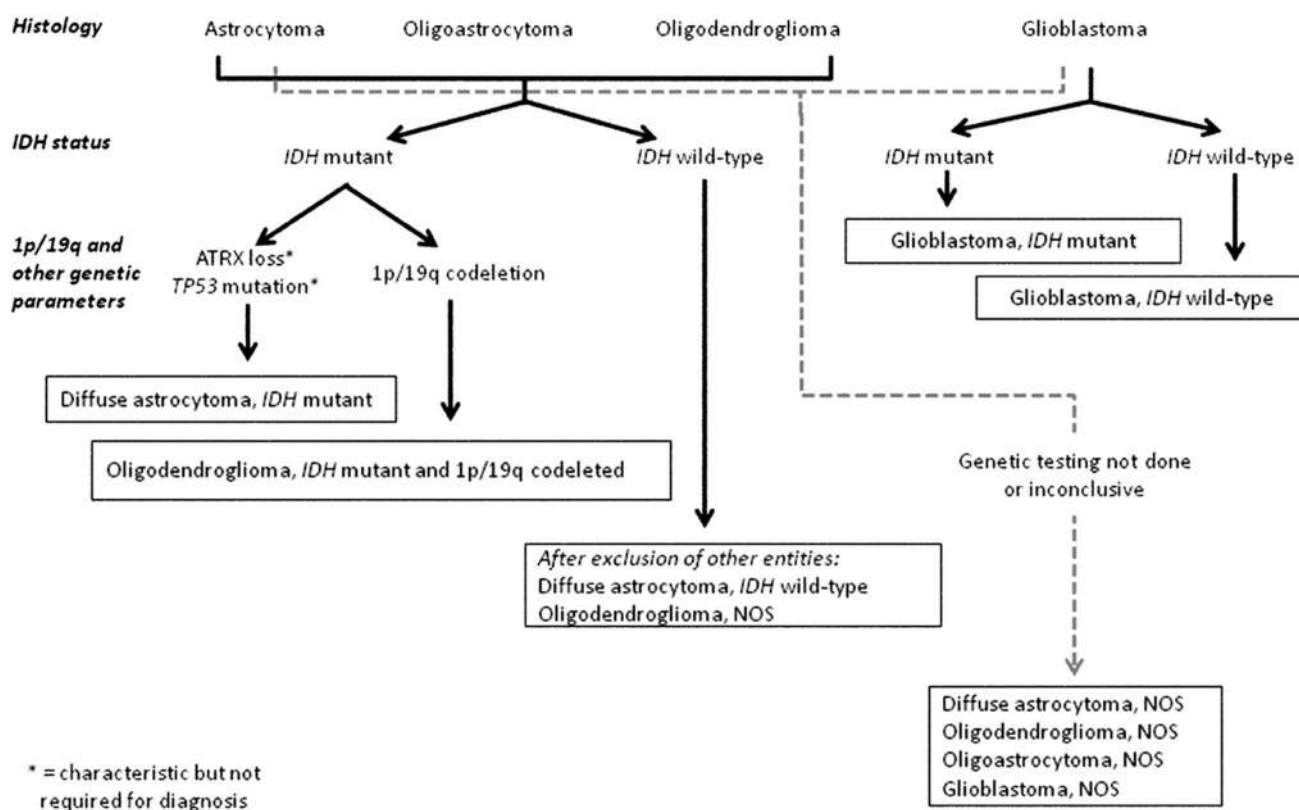 Histology
Astrocytoma
Oligoastrocytoma
Oligodendroglioma
Glioblastoma
IDH status
IDH mutant
IDH wild-type
IDH mutant
IDH wild-type
1p/19q and
other genetic
parameters
ATRX loss*
TP53 mutation*
1p/19q codeletion
Glioblastoma, IDH mutant
Glioblastoma, IDH wild-type
Diffuse astrocytoma, IDH mutant
Oligodendroglioma, IDH mutant and 1p/19q codeleted
Genetic testing not done
or inconclusive
After exclusion of other entities:
Diffuse astrocytoma, IDH wild-type
Oligodendroglioma, NOS
Diffuse astrocytoma, NOS
Oligodendroglioma, NOS
Oligoastrocytoma, NOS
Glioblastoma, NOS
* = characteristic but not
required for diagnosis